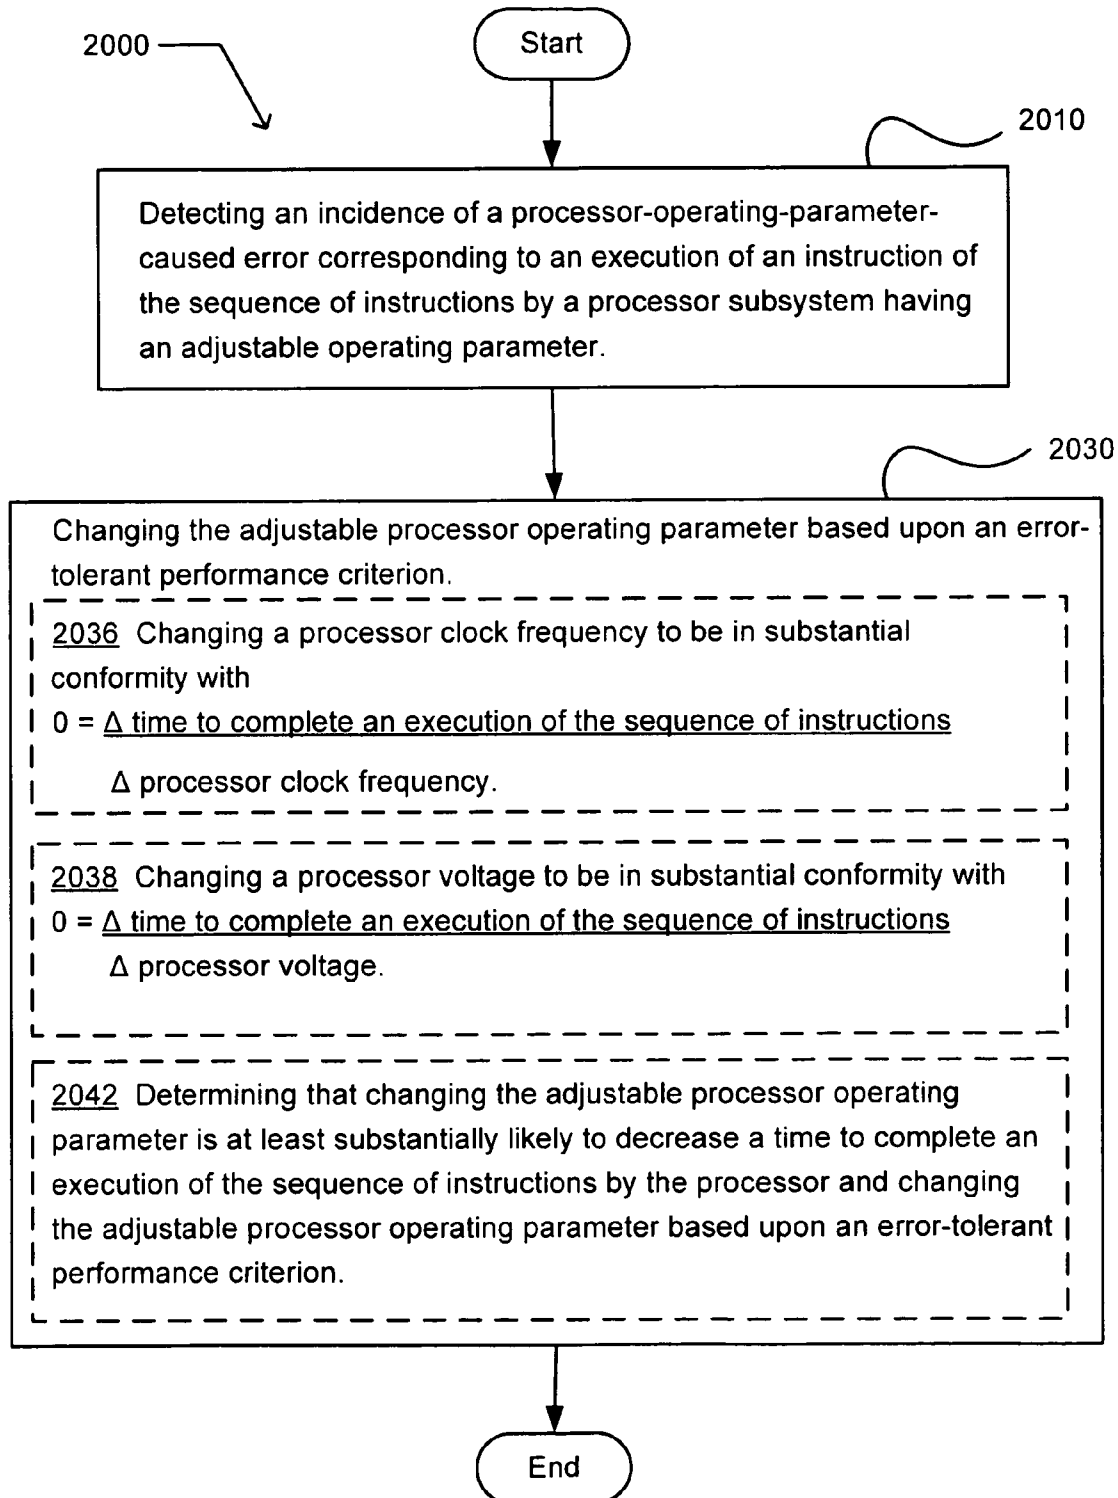 2000
Start
2010
Detecting an incidence of a processor-operating-parameter-
caused error corresponding to an execution of an instruction of
the sequence of instructions by a processor subsystem having
an adjustable operating parameter.
2030
Changing the adjustable processor operating parameter based upon an error-
tolerant performance criterion.
2036 Changing a processor clock frequency to be in substantial
conformity with
0 = Δ time to complete an execution of the sequence of instructions
Δ processor clock frequency.
2038 Changing a processor voltage to be in substantial conformity with
0 = Δ time to complete an execution of the sequence of instructions
Δ processor voltage.
2042 Determining that changing the adjustable processor operating
parameter is at least substantially likely to decrease a time to complete an
execution of the sequence of instructions by the processor and changing
the adjustable processor operating parameter based upon an error-tolerant
performance criterion.
End